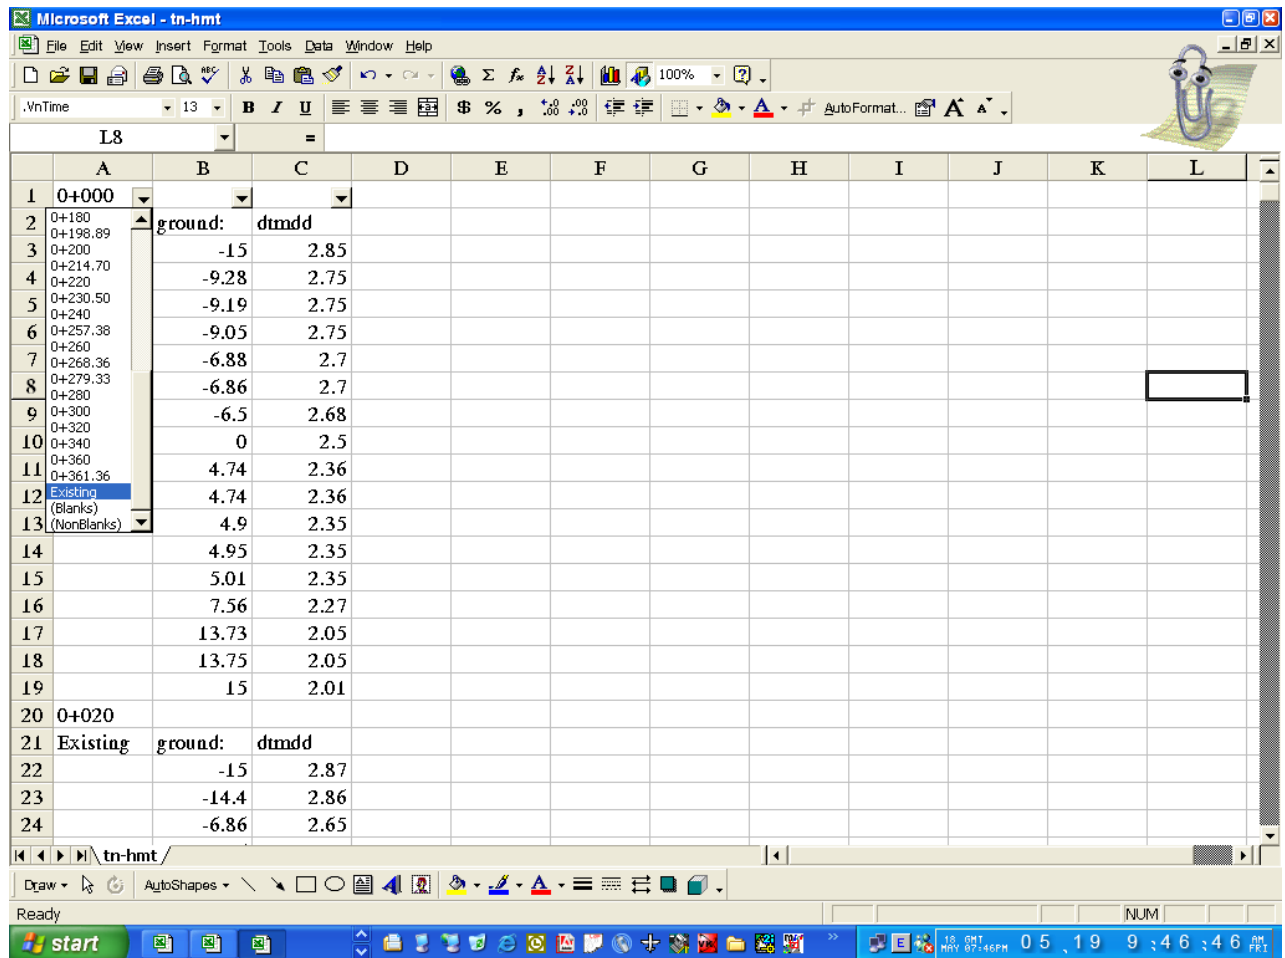 Microsoft Excel - tn-hmt
File Edit View Insert Format Tools Data Window Help
100%
.VnTime 13 B I U $ % , AutoFormat...
L8 =
A B C D E F G H I J K L
1 0+000
2 ground: dtmdd
3 -15 2.85
4 -9.28 2.75
5 -9.19 2.75
6 -9.05 2.75
7 -6.88 2.7
8 -6.86 2.7
9 -6.5 2.68
10 0 2.5
11 4.74 2.36
12 4.74 2.36
13 4.9 2.35
14 4.95 2.35
15 5.01 2.35
16 7.56 2.27
17 13.73 2.05
18 13.75 2.05
19 15 2.01
20 0+020
21 Existing ground: dtmdd
22 -15 2.87
23 -14.4 2.86
24 -6.86 2.65
0+180
0+198.89
0+200
0+214.70
0+220
0+230.50
0+240
0+257.38
0+260
0+268.36
0+279.33
0+280
0+300
0+320
0+340
0+360
0+361.36
Existing
(Blanks)
(NonBlanks)
tn-hmt
Draw AutoShapes
Ready NUM
start E 18 GMT MAY 07:46PM 05 .19 9 :46 :46 AM FRI